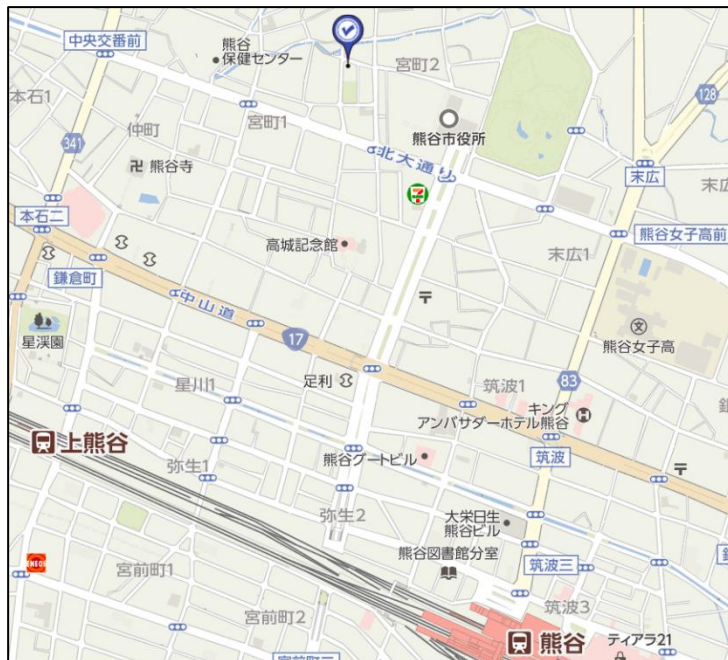 中央交番前
熊谷
保健センター
宮町2
128
本石1
仲町
宮町1
熊谷市役所
341
熊谷寺
北大通り
末広
末広
7
本石二
熊谷女子高前
高城記念館
末広1
鎌倉町
中山道
17
星渓園
熊谷女子高
足利
筑波1
83
星川1
キング
アンバサダーホテル熊谷
上熊谷
弥生1
熊谷ゲートビル
筑波
弥生2
大栄日生
熊谷ビル
熊谷図書館分室
ENEOS
宮前町1
筑波三
宮前町2
筑波3
熊谷
ティアラ21